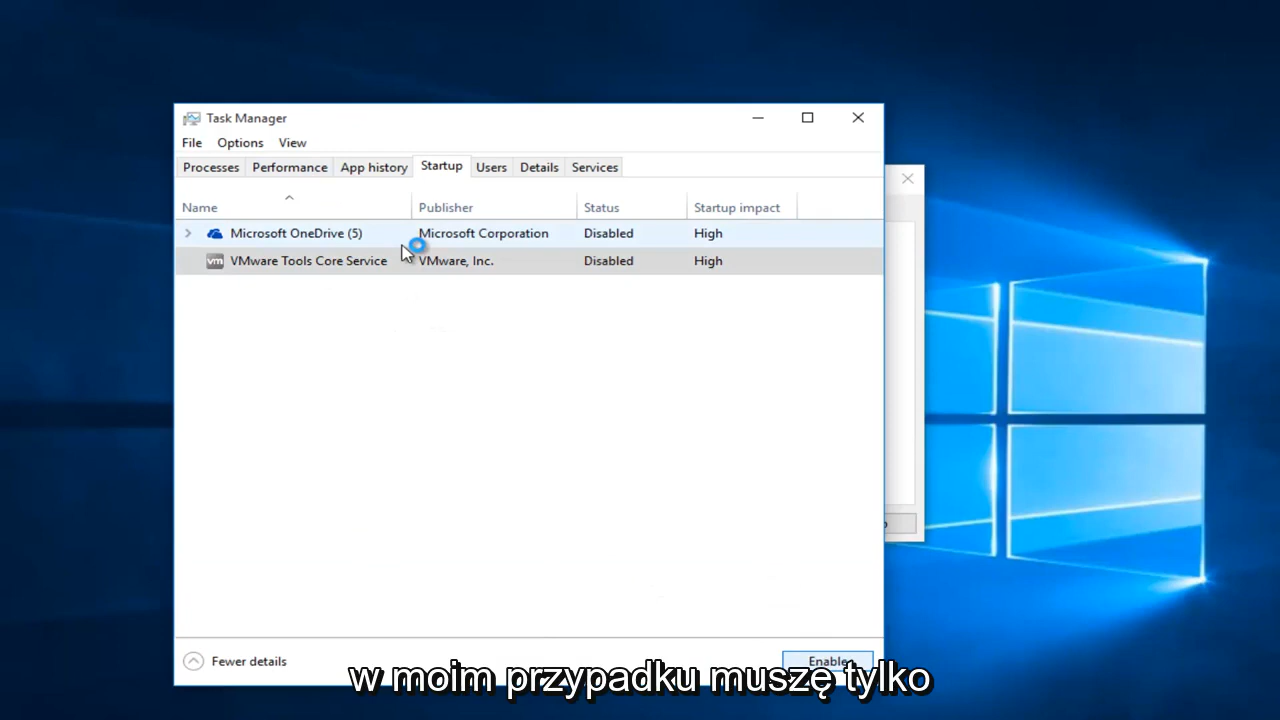 Task Manager
File Options View
Processes Performance App history Startup Users Details Services
Name Publisher Status Startup impact
Microsoft OneDrive (5) Microsoft Corporation Disabled High
vm VMware Tools Core Service VMware, Inc. Disabled High
Fewer details Enable
w moim przypadku muszę tylko